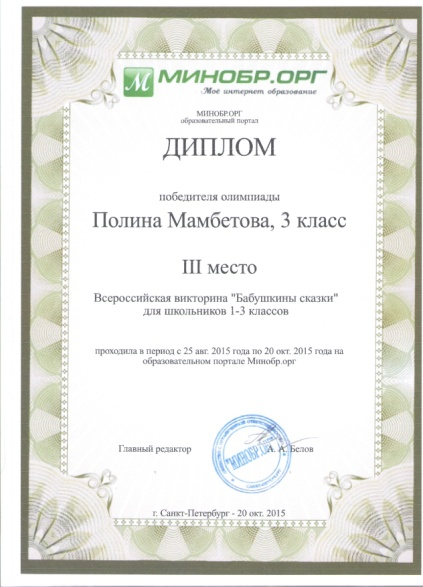 МИНОБР.ОРГ
Моё интернет образование
МИНОБР.ОРГ
образовательный портал
ДИПЛОМ
победителя олимпиады
Полина Мамбетова, 3 класс
III место
Всероссийская викторина "Бабушкины сказки"
для школьников 1-3 классов
проходила в период с 25 авг. 2015 года по 20 окт. 2015 года на
образовательном портале Минобр.орг
Главный редактор А. А. Белов
"МИНОБР.ОРГ"
г. Санкт-Петербург - 20 окт. 2015